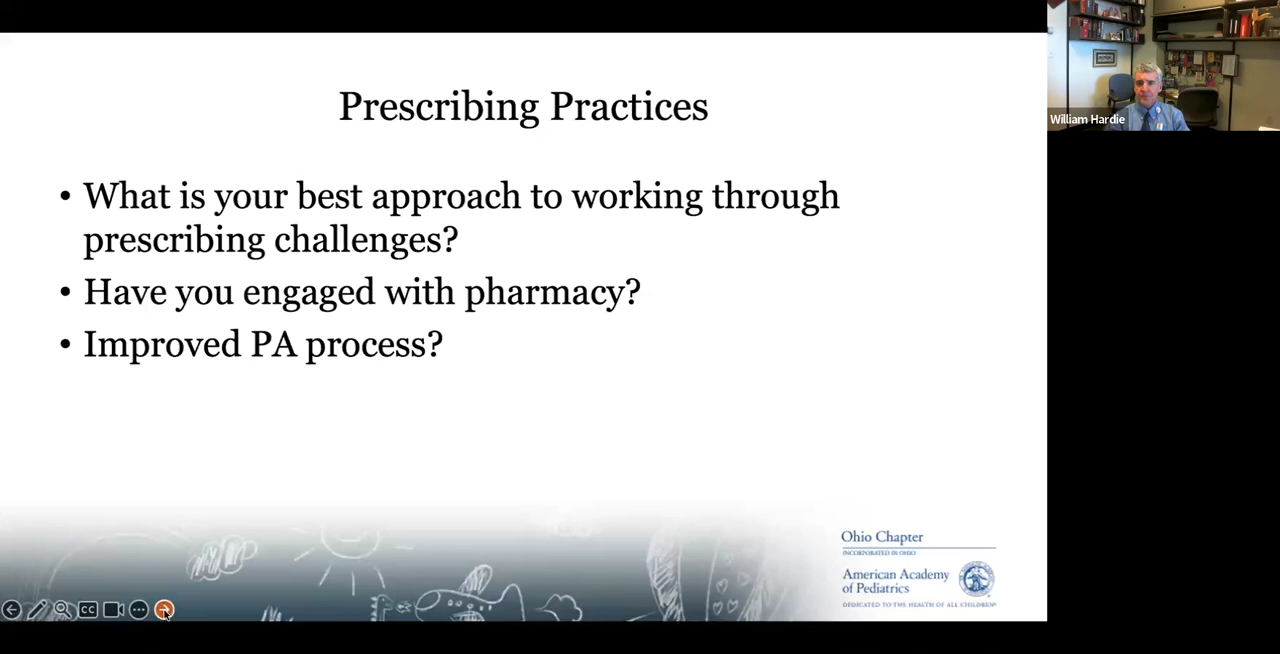 Prescribing Practices
• What is your best approach to working through
prescribing challenges?
• Have you engaged with pharmacy?
• Improved PA process?
William Hardie
Ohio Chapter
INCORPORATED IN OHIO
American Academy
of Pediatrics
DEDICATED TO THE HEALTH OF ALL CHILDREN®
CC